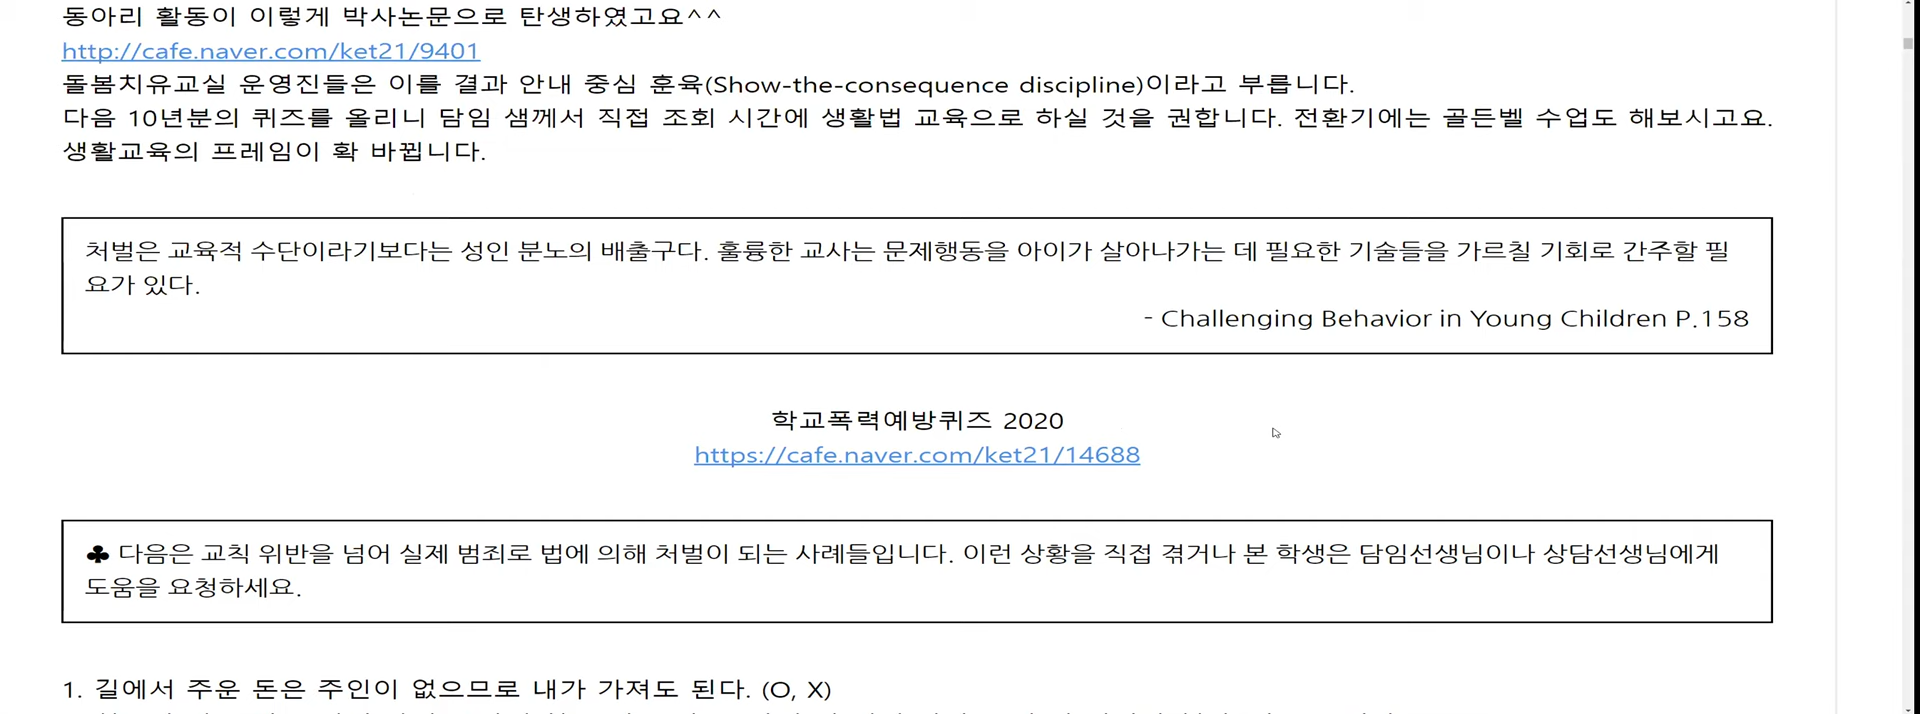 동아리 활동이 이렇게 박사논문으로 탄생하였고요^^
http://cafe.naver.com/ket21/9401
돌봄치유교실 운영진들은 이를 결과 안내 중심 훈육(Show-the-consequence discipline)이라고 부릅니다.
다음 10년분의 퀴즈를 올리니 담임 샘께서 직접 조회 시간에 생활법 교육으로 하실 것을 권합니다. 전환기에는 골든벨 수업도 해보시고요.
생활교육의 프레임이 확 바뀝니다.
처벌은 교육적 수단이라기보다는 성인 분노의 배출구다. 훌륭한 교사는 문제행동을 아이가 살아나가는 데 필요한 기술들을 가르칠 기회로 간주할 필
요가 있다.
- Challenging Behavior in Young Children P.158
학교폭력예방퀴즈 2020
https://cafe.naver.com/ket21/14688
♣ 다음은 교칙 위반을 넘어 실제 범죄로 법에 의해 처벌이 되는 사례들입니다. 이런 상황을 직접 겪거나 본 학생은 담임선생님이나 상담선생님에게
도움을 요청하세요.
1. 길에서 주운 돈은 주인이 없으므로 내가 가져도 된다. (O, X)